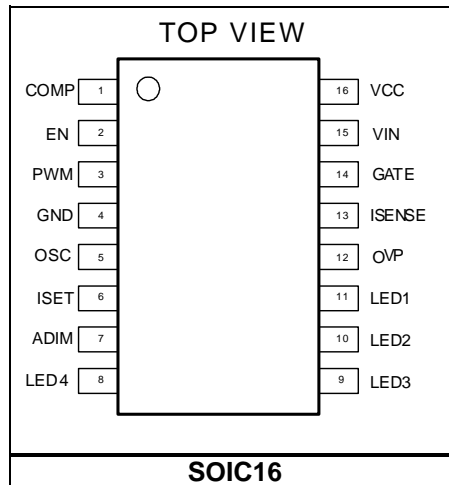 TOP VIEW
COMP 1 16 VCC
EN 2 15 VIN
PWM 3 14 GATE
GND 4 13 ISENSE
OSC 5 12 OVP
ISET 6 11 LED1
ADIM 7 10 LED2
LED4 8 9 LED3
SOIC16